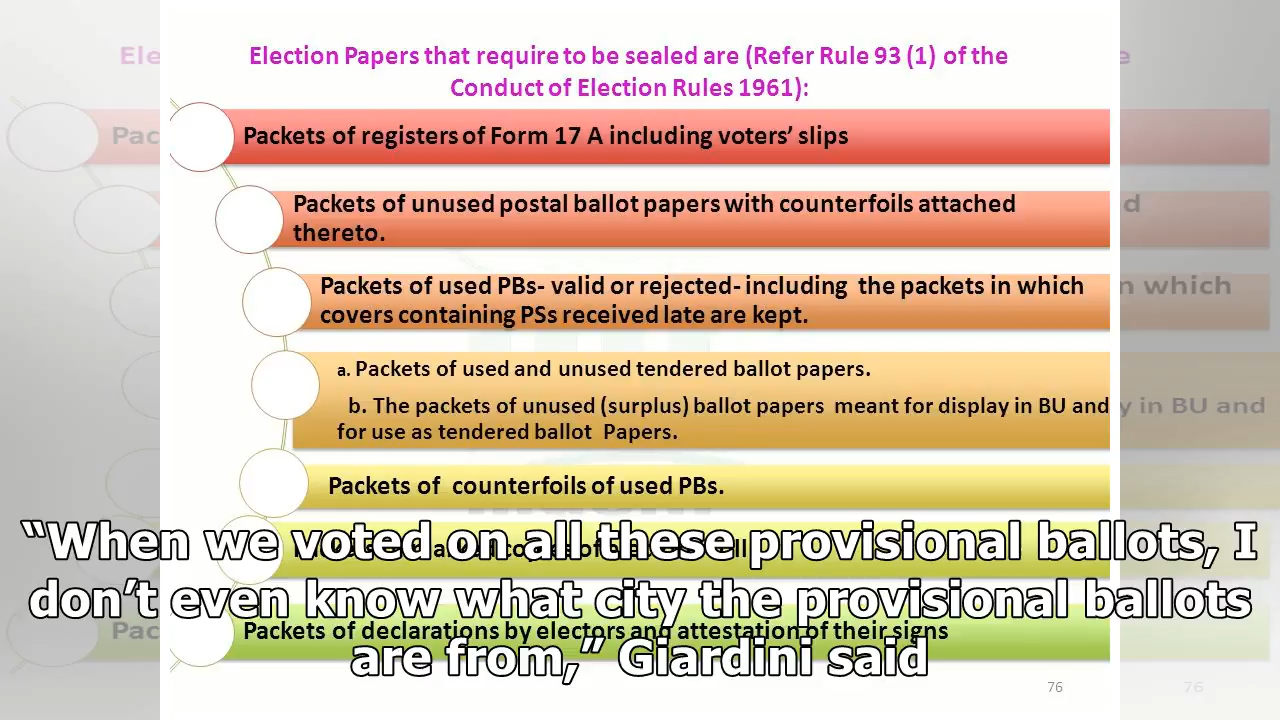 Election Papers that require to be sealed are (Refer Rule 93 (1) of the
Conduct of Election Rules 1961):
Packets of registers of Form 17 A including voters’ slips
Packets of unused postal ballot papers with counterfoils attached
thereto.
Packets of used PBs- valid or rejected- including the packets in which
covers containing PSs received late are kept.
a. Packets of used and unused tendered ballot papers.
b. The packets of unused (surplus) ballot papers meant for display in BU and
for use as tendered ballot Papers.
Packets of counterfoils of used PBs.
“When we voted on all these provisional ballots, I
don’t even know what city the provisional ballots
Packets of declarations by electors and attestation of their signs
are from,” Giardini said
76